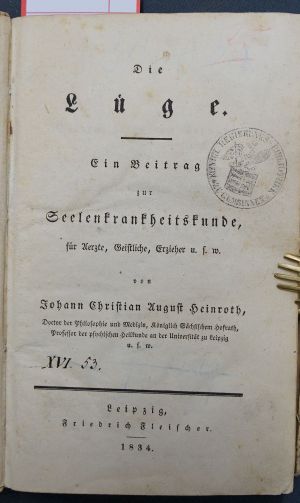 Die
Lüge.
Ein Beitrag
zur
Seelenkrankheitskunde,
für Aerzte, Geistliche, Erzieher u. s. w.
von
Johann Christian August Heinroth,
Doctor der Philosophie und Medizin, Königlich Sächsischem Hofrath,
Professor der psychischen Heilkunde an der Universität zu Leipzig
u. s. w.
XVI. 53.
Leipzig,
Friedrich Fleischer.
1834.